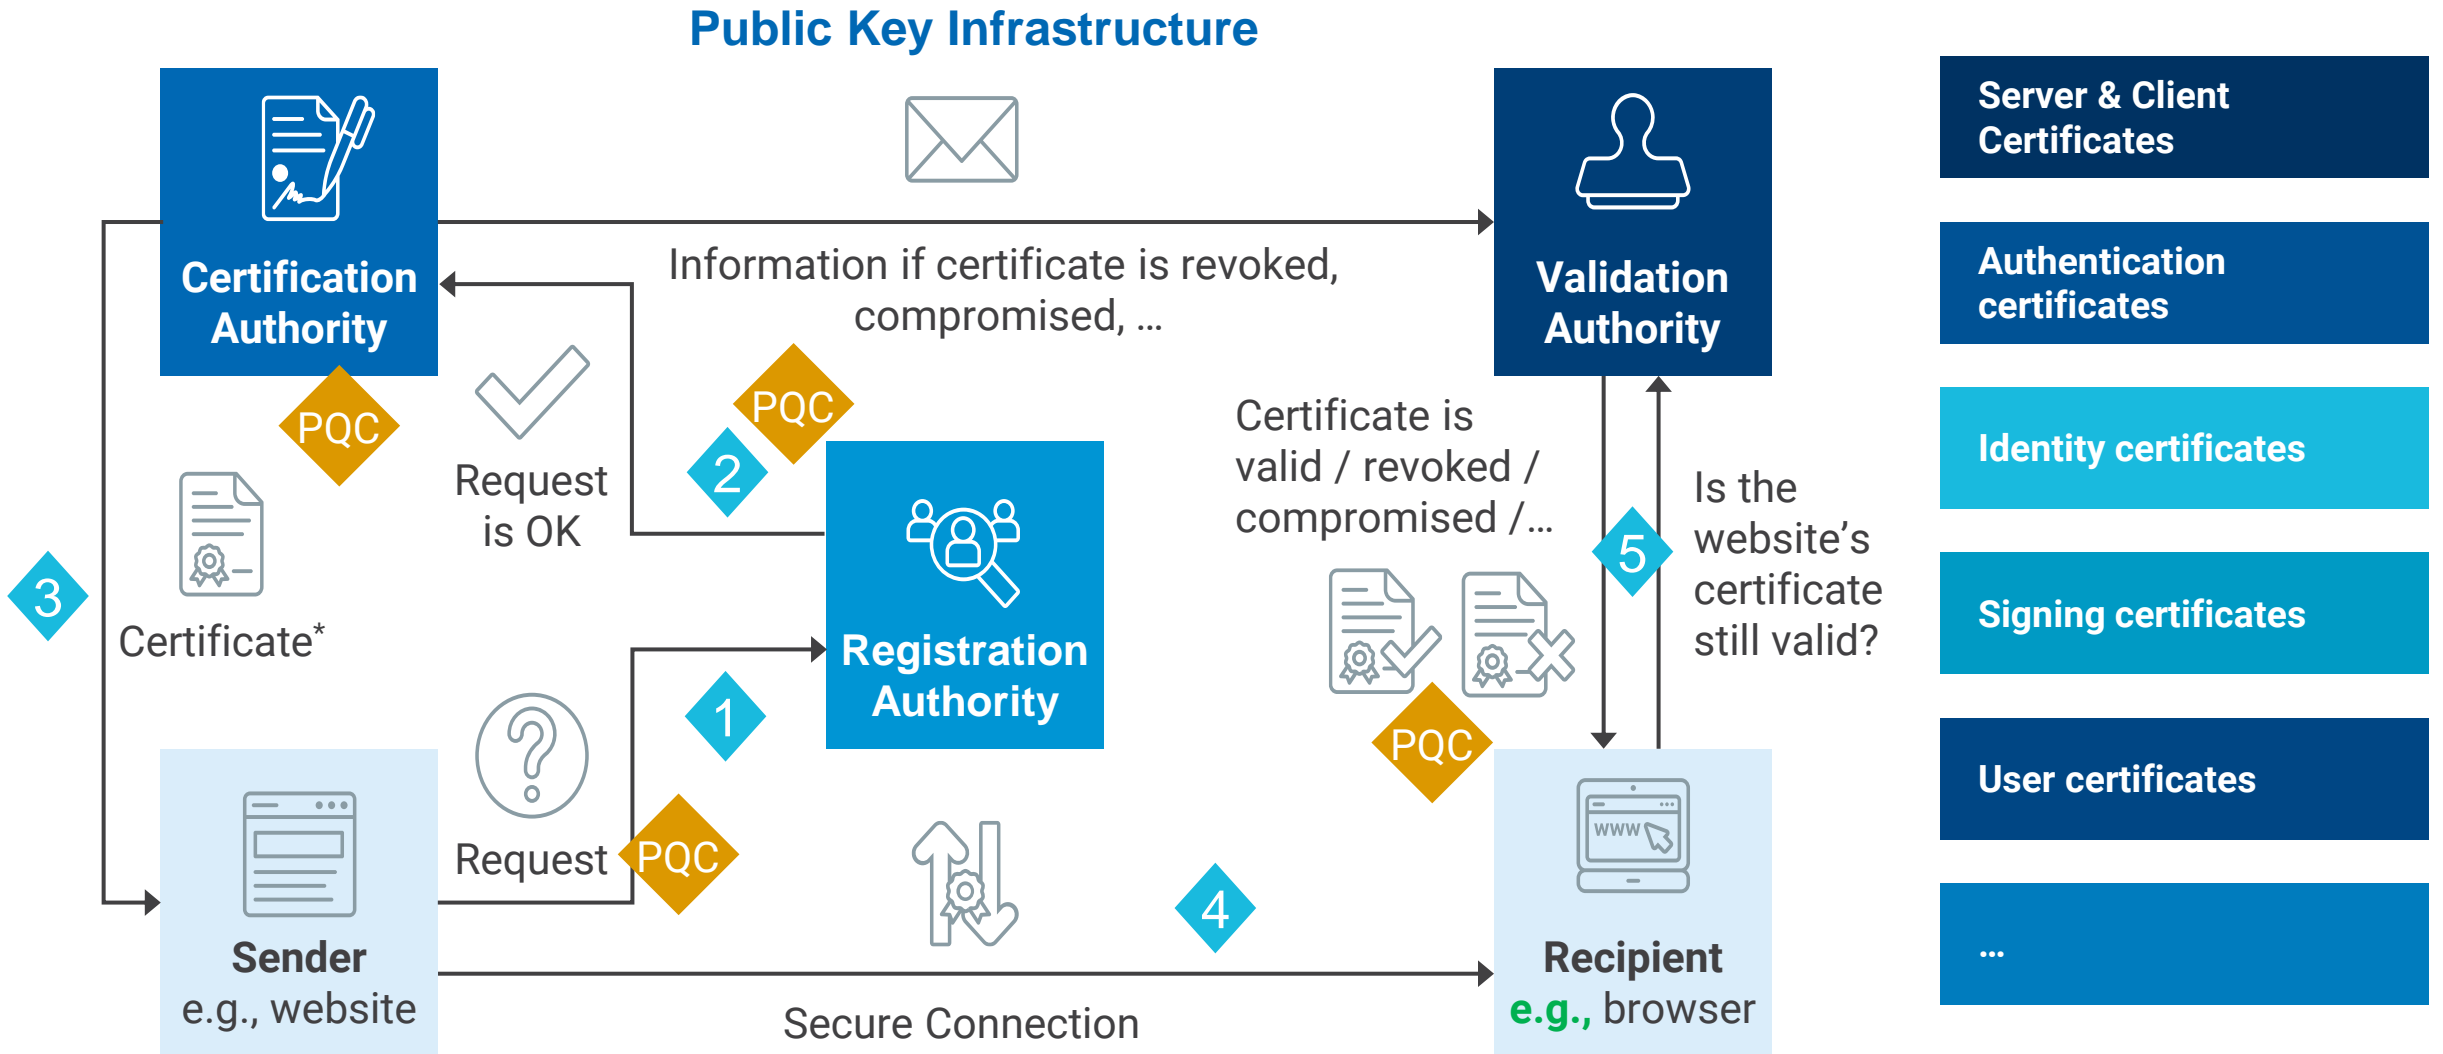 Public Key Infrastructure
Certification
Authority
Information if certificate is revoked,
compromised, ...
Validation
Authority
PQC
Request
is OK
2
PQC
Registration
Authority
Certificate is
valid / revoked /
compromised /...
5
Is the
website's
certificate
still valid?
3
Certificate*
1
Request
PQC
PQC
Sender
e.g., website
4
Secure Connection
www
Recipient
e.g., browser
Server & Client
Certificates
Authentication
certificates
Identity certificates
Signing certificates
User certificates
...